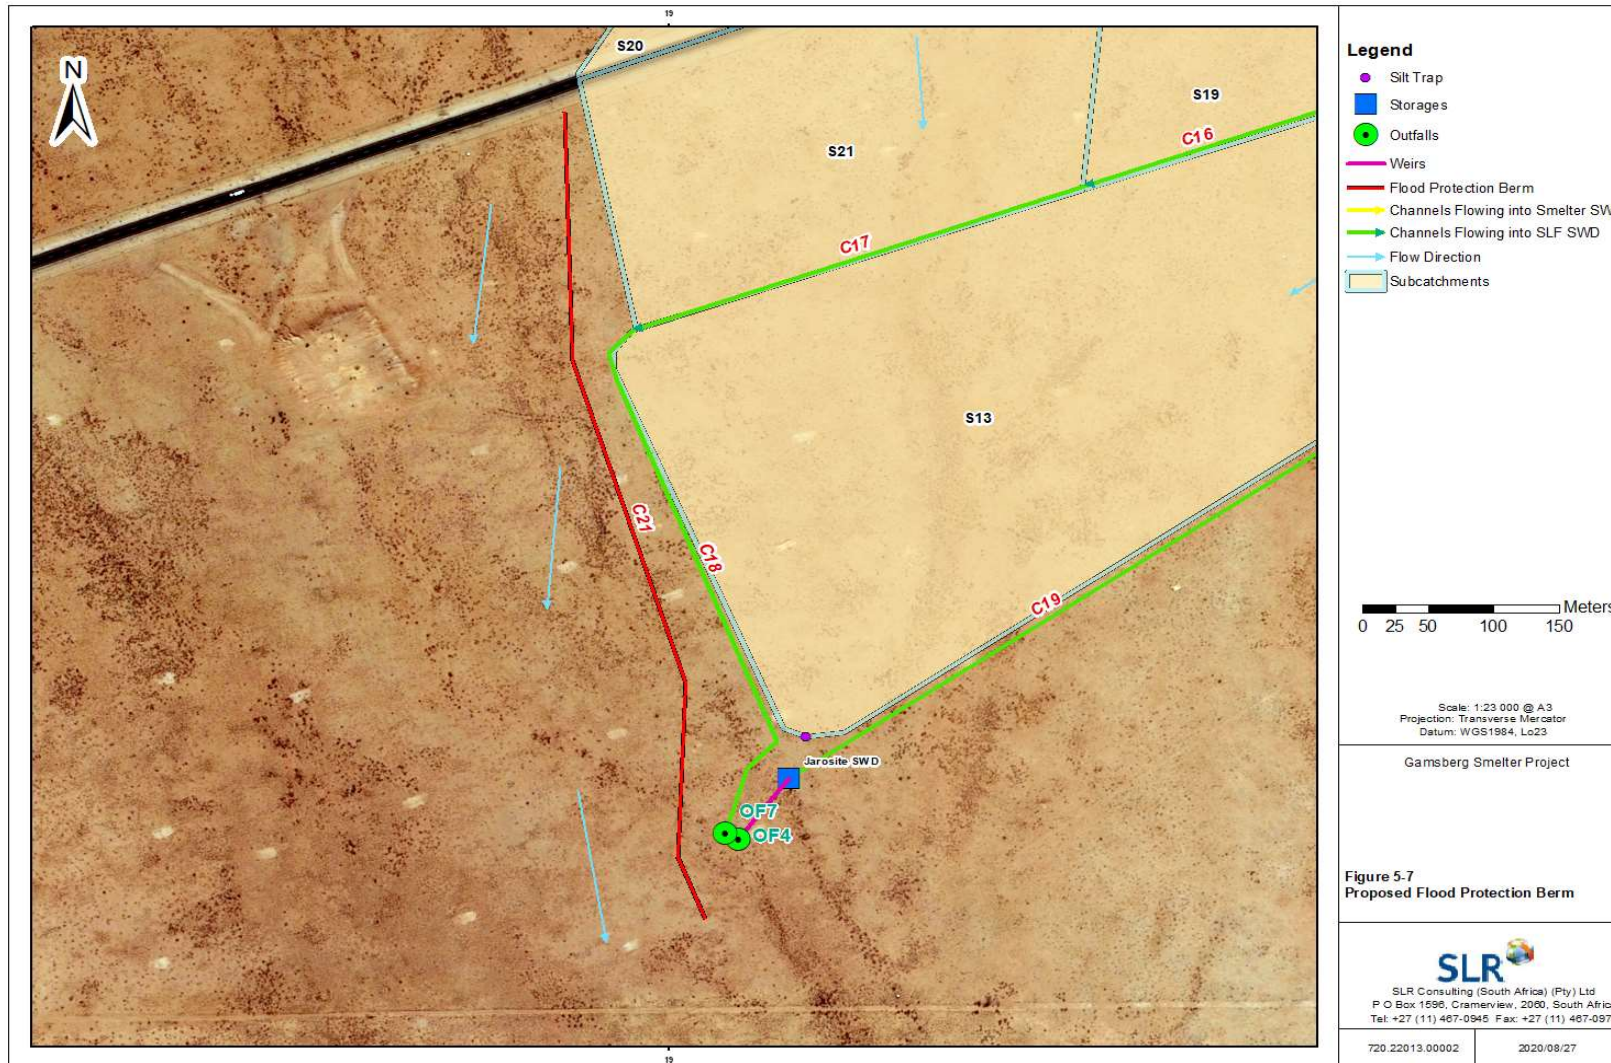 19
N
S20
S21
S19
C16
C17
S13
C21
C18
C19
Jarosite SWD
OF7
OF4
19
Legend
Silt Trap
Storages
Outfalls
Weirs
Flood Protection Berm
Channels Flowing into Smelter SW
Channels Flowing into SLF SWD
Flow Direction
Subcatchments
Meters
0 25 50 100 150
Scale: 1:23 000 @ A3
Projection: Transverse Mercator
Datum: WGS1984, Lo23
Gamsberg Smelter Project
Figure 5-7
Proposed Flood Protection Berm
SLR
SLR Consulting (South Africa) (Pty) Ltd
P O Box 1596, Cramerview, 2060, South Afric
Tel: +27 (11) 467-0945 Fax: +27 (11) 467-097
720.22013.00002
2020/08/27